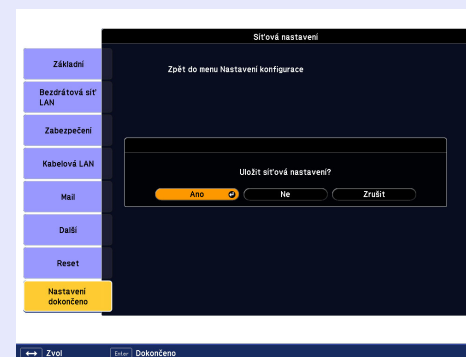 Síťová nastavení
Základní
Zpět do menu Nastavení konfigurace
Bezdrátová síť
LAN
Zabezpečení
Kabelová LAN
Uložit síťová nastavení?
Ano
Ne
Zrušit
Mail
Další
Reset
Nastavení
dokončeno
Zvol
Enter Dokončeno